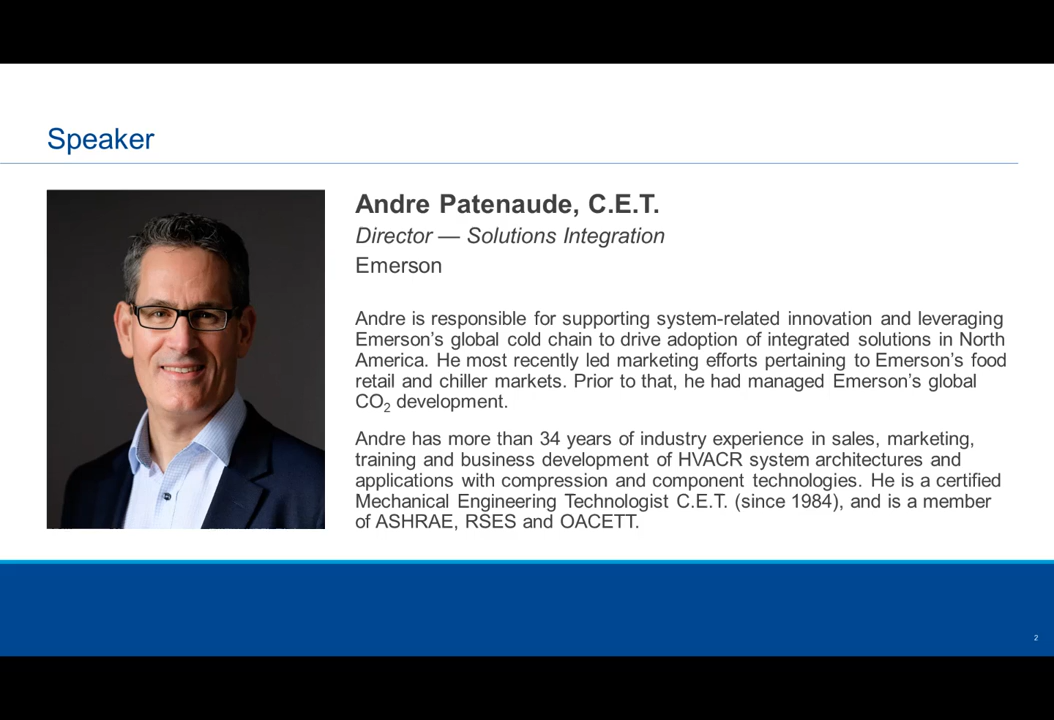 Speaker
Andre Patenaude, C.E.T.
Director — Solutions Integration
Emerson
Andre is responsible for supporting system-related innovation and leveraging
Emerson’s global cold chain to drive adoption of integrated solutions in North
America. He most recently led marketing efforts pertaining to Emerson’s food
retail and chiller markets. Prior to that, he had managed Emerson’s global
CO₂ development.
Andre has more than 34 years of industry experience in sales, marketing,
training and business development of HVACR system architectures and
applications with compression and component technologies. He is a certified
Mechanical Engineering Technologist C.E.T. (since 1984), and is a member
of ASHRAE, RSES and OACETT.
2